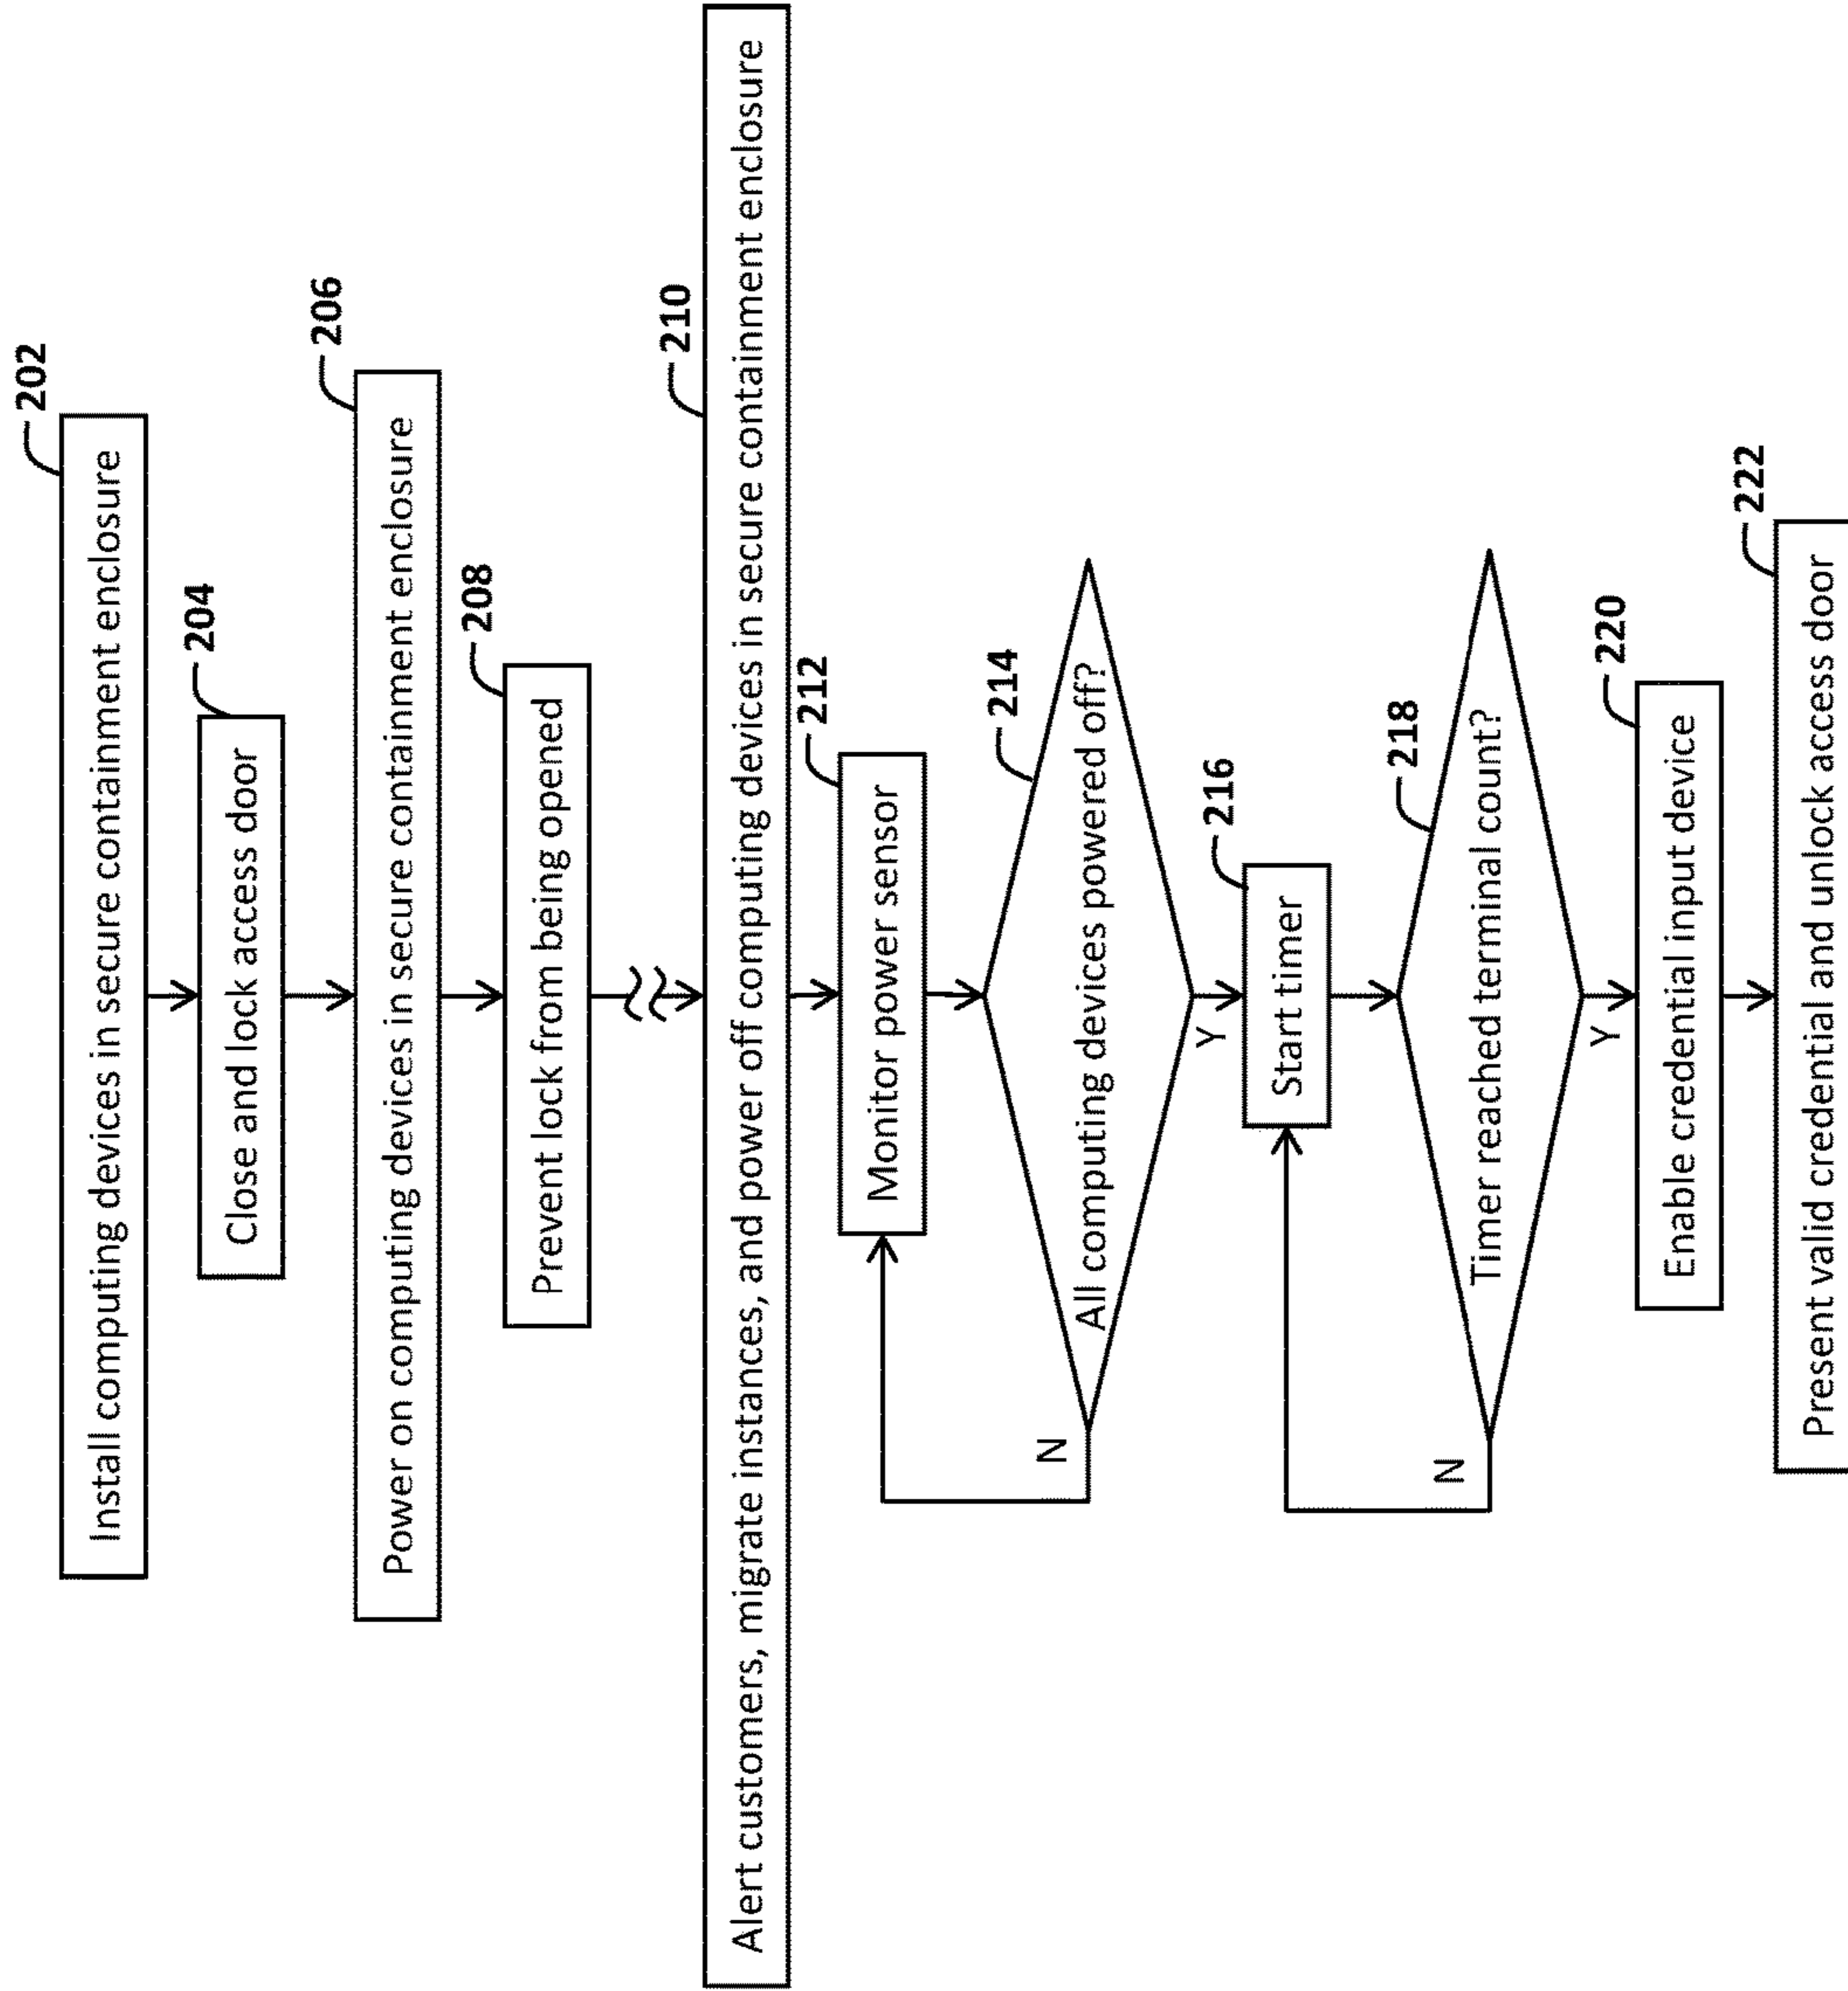 202
Install computing devices in secure containment enclosure
204
Close and lock access door
206
Power on computing devices in secure containment enclosure
208
Prevent lock from being opened
210
Alert customers, migrate instances, and power off computing devices in secure containment enclosure
212
Monitor power sensor
214
All computing devices powered off?
N
Y
216
Start timer
218
Timer reached terminal count?
N
Y
220
Enable credential input device
222
Present valid credential and unlock access door